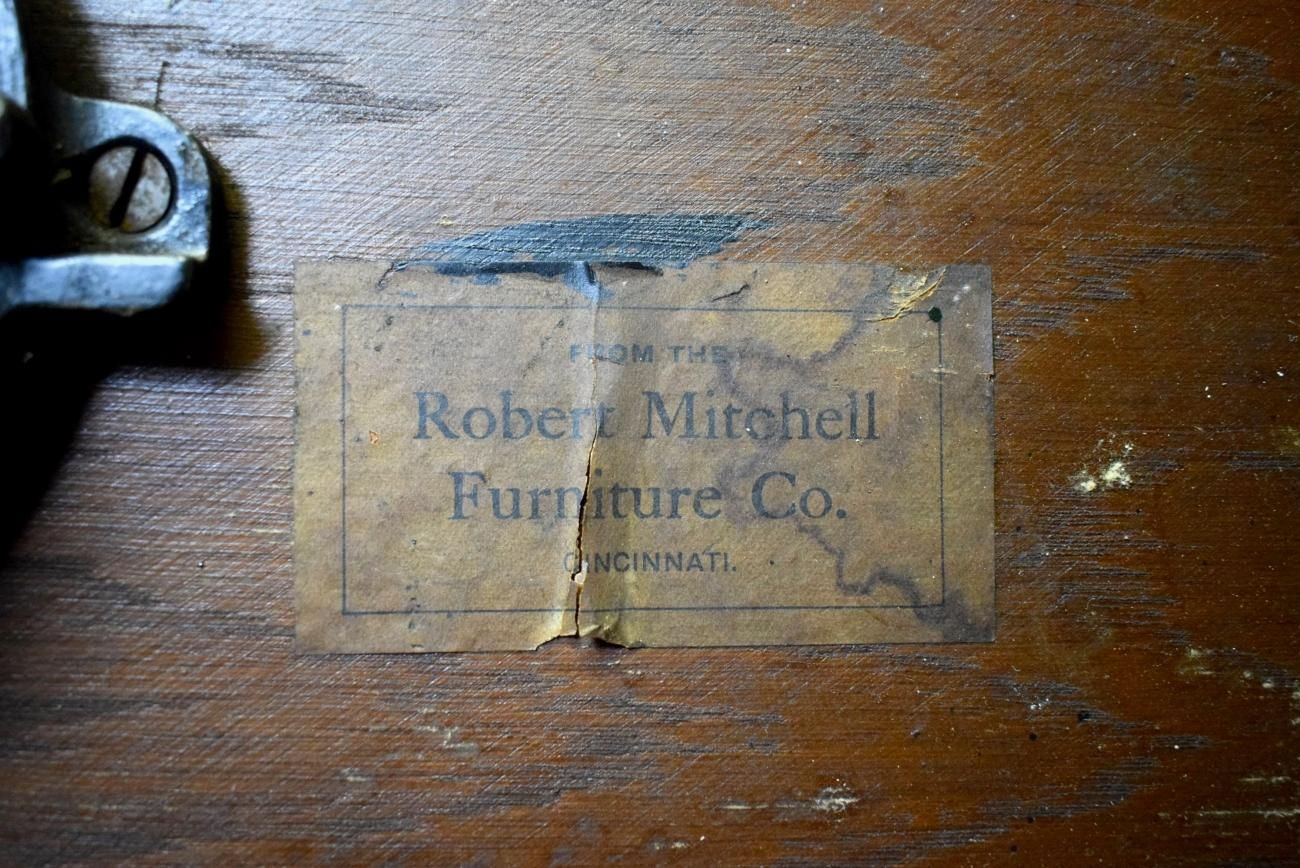 FROM THE
Robert Mitchell
Furniture Co.
CINCINNATI.